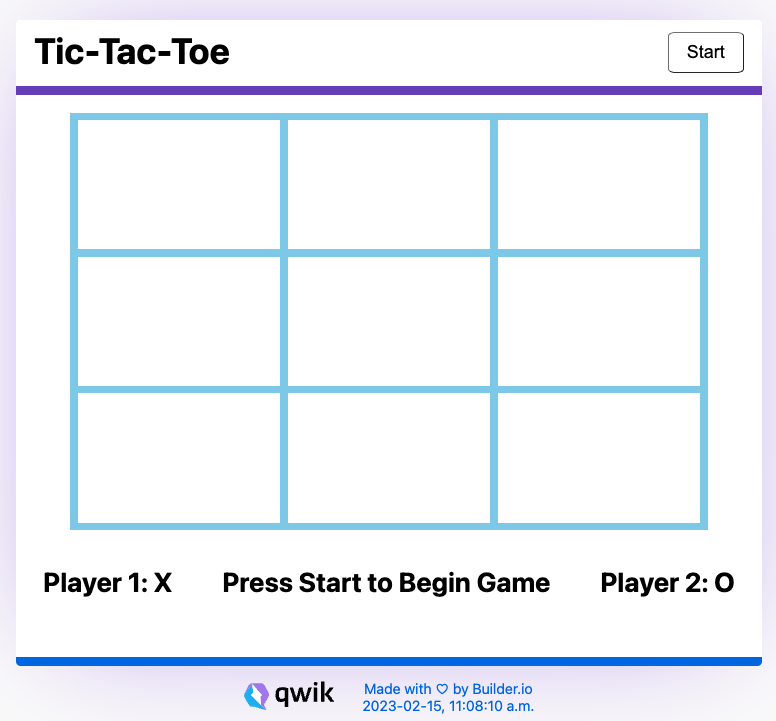 Tic-Tac-Toe
Start
Player 1: X
Press Start to Begin Game
Player 2: O
qwik
Made with ♡ by Builder.io
2023-02-15, 11:08:10 a.m.